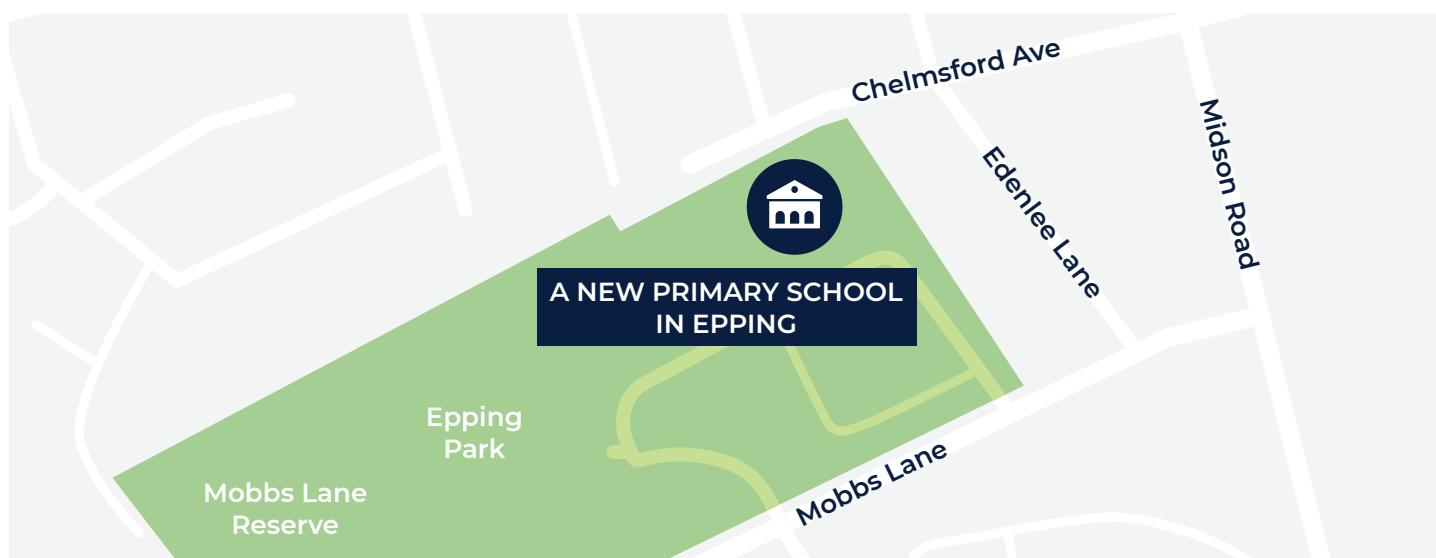 Chelmsford Ave
Midson Road
Edenlee Lane
A NEW PRIMARY SCHOOL
IN EPPING
Epping
Park
Mobbs Lane
Mobbs Lane
Reserve